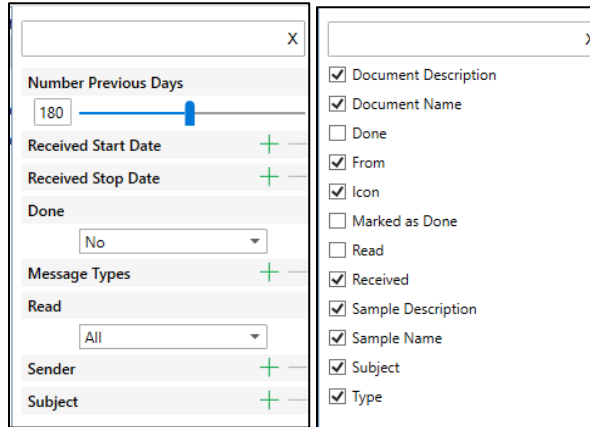 X
Number Previous Days
180
Received Start Date
Received Stop Date
Done
No
Message Types
Read
All
Sender
Subject
X
Document Description
Document Name
Done
From
Icon
Marked as Done
Read
Received
Sample Description
Sample Name
Subject
Type